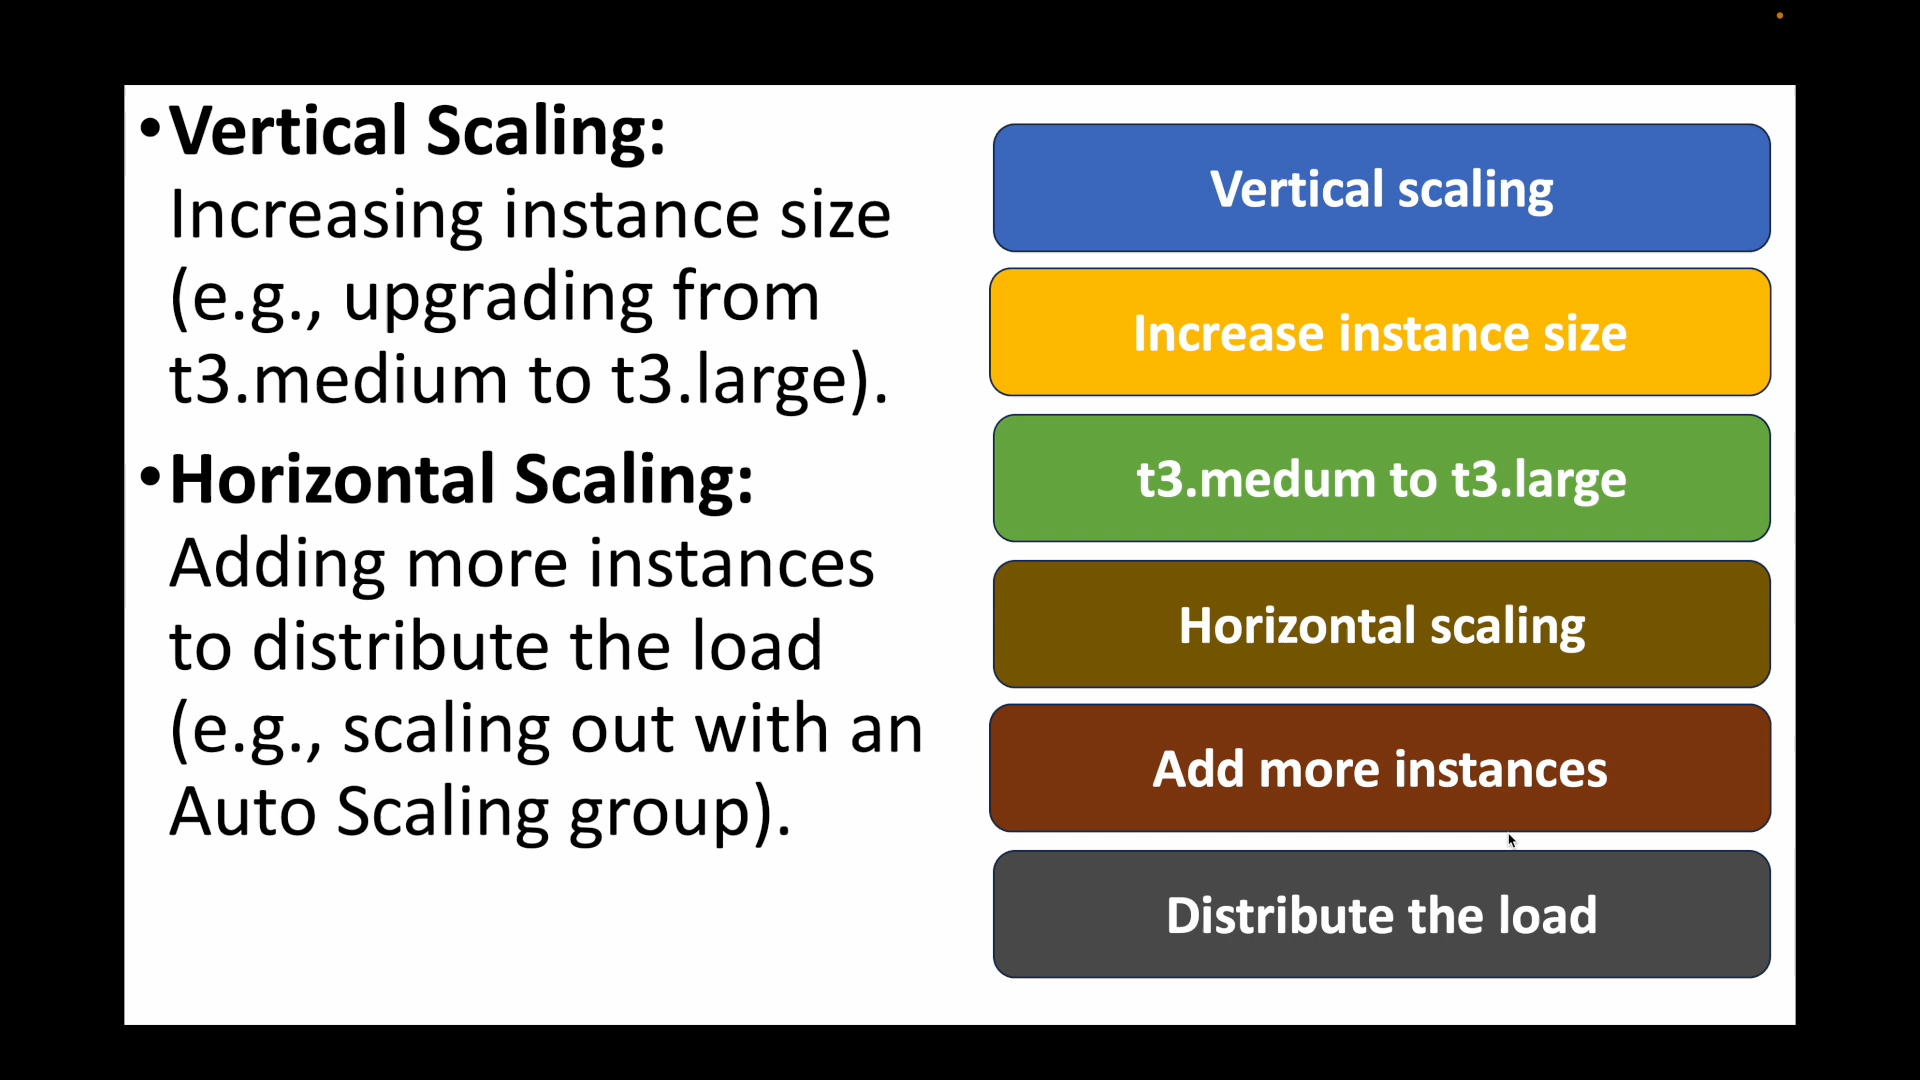 •Vertical Scaling:
Increasing instance size
(e.g., upgrading from
t3.medium to t3.large).
•Horizontal Scaling:
Adding more instances
to distribute the load
(e.g., scaling out with an
Auto Scaling group).
Vertical scaling
Increase instance size
t3.medum to t3.large
Horizontal scaling
Add more instances
Distribute the load